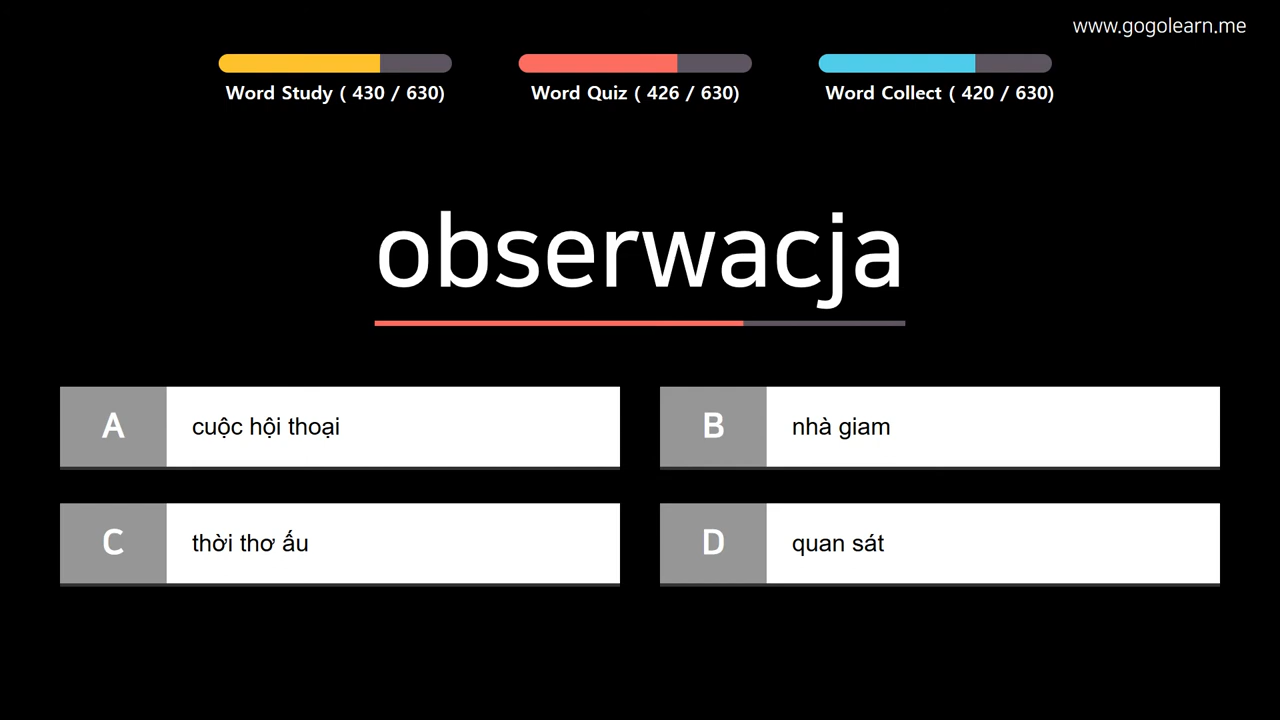 www.gogolearn.me
Word Study ( 430 / 630)
Word Quiz ( 426 / 630)
Word Collect ( 420 / 630)
obserwacja
A cuộc hội thoại
B nhà giam
C thời thơ ấu
D quan sát